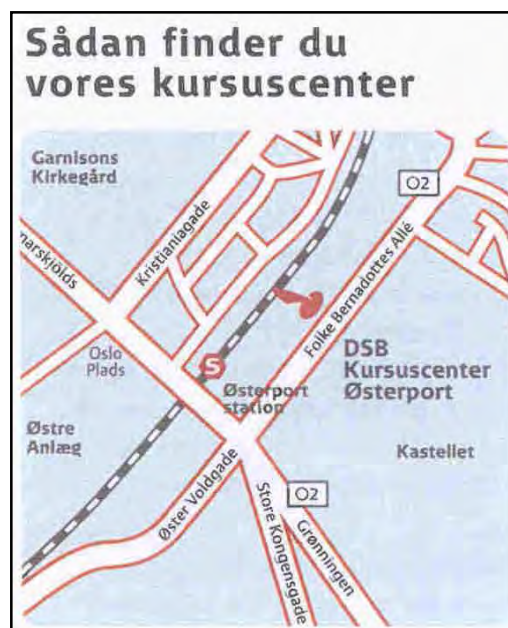 Sådan finder du
vores kursuscenter
Garnisons
Kirkegård
O2
Kristianiagade
marskjölds
Folke Bernadottes Allé
Oslo
Plads
S
DSB
Kursuscenter
Østerport
Østerport
station
Østre
Anlæg
Kastellet
O2
Øster Voldgade
Store Kongensgade
Grønningen